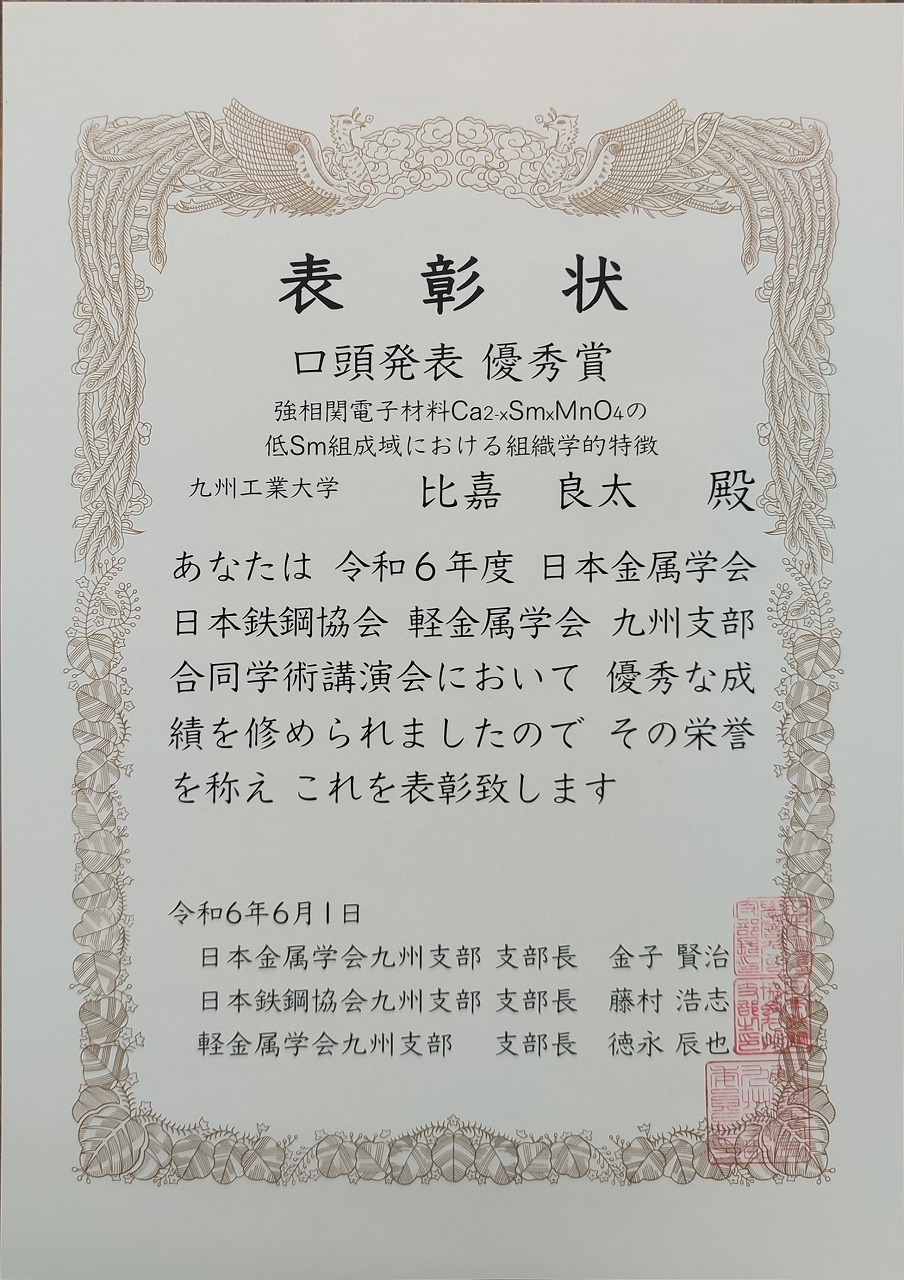 表 彰 状
口頭発表 優秀賞
強相関電子材料Ca2-xSmxMnO4の
低Sm組成域における組織学的特徴
九州工業大学 比嘉 良太 殿
あなたは 令和6年度 日本金属学会
日本鉄鋼協会 軽金属学会 九州支部
合同学術講演会において 優秀な成
績を修められましたので その栄誉
を称え これを表彰致します
令和6年6月1日
日本金属学会九州支部 支部長 金子 賢治
日本鉄鋼協会九州支部 支部長 藤村 浩志
軽金属学会九州支部 支部長 徳永 辰也